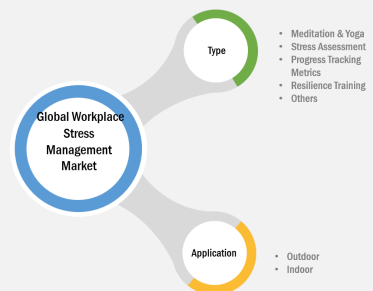 Global Workplace
Stress
Management
Market
Type
• Meditation & Yoga
• Stress Assessment
• Progress Tracking
Metrics
• Resilience Training
• Others
Application
• Outdoor
• Indoor